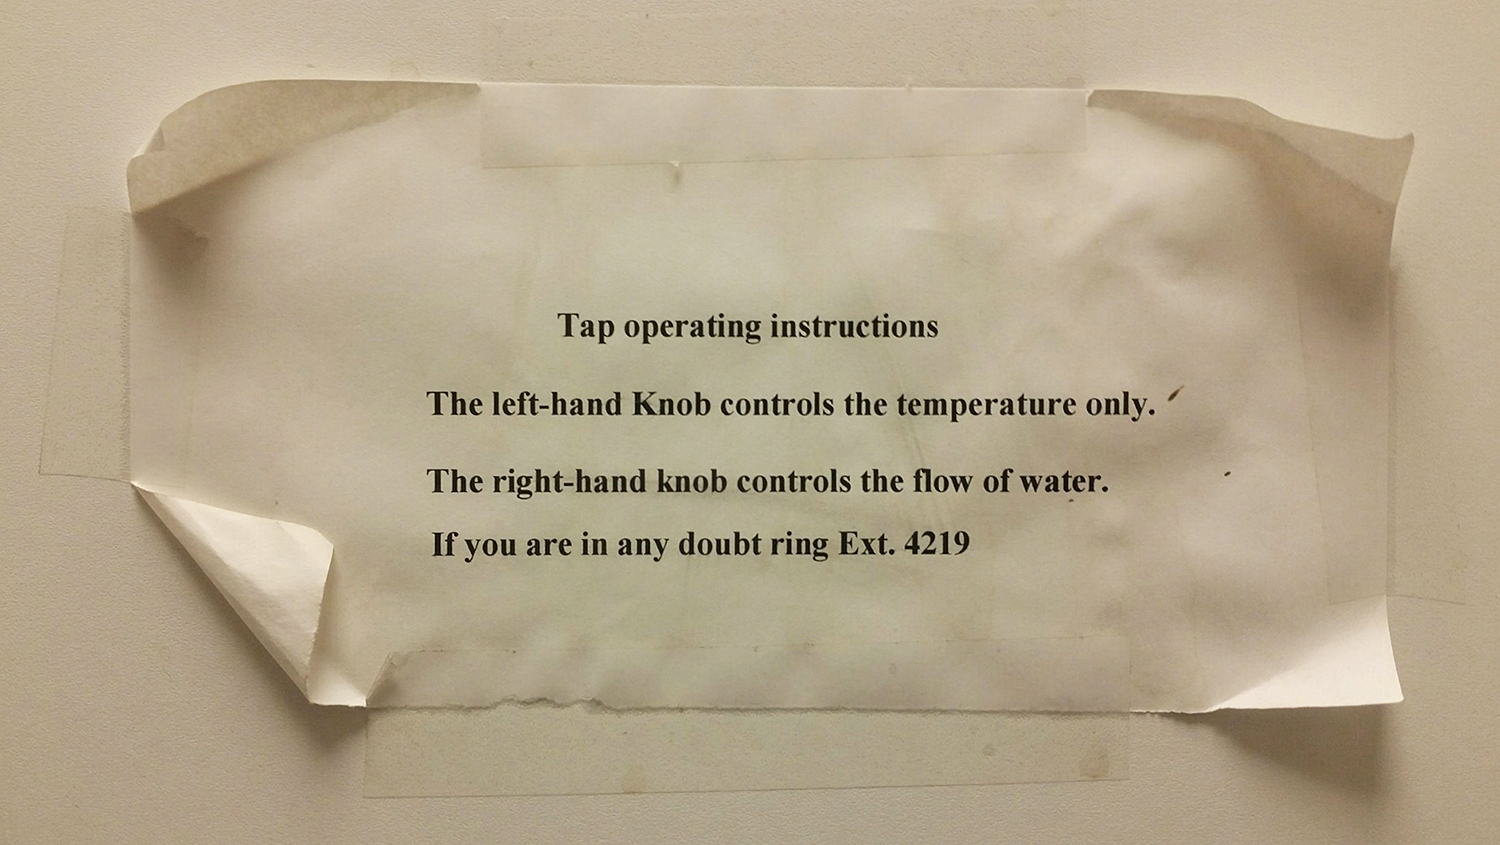 Tap operating instructions
The left-hand Knob controls the temperature only.
The right-hand knob controls the flow of water.
If you are in any doubt ring Ext. 4219